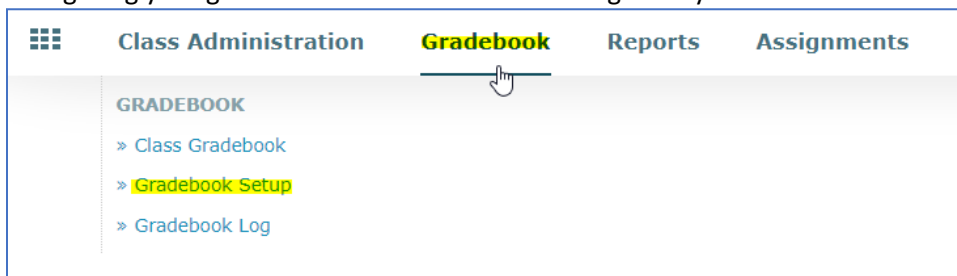 Class Administration Gradebook Reports Assignments
GRADEBOOK
» Class Gradebook
» Gradebook Setup
» Gradebook Log